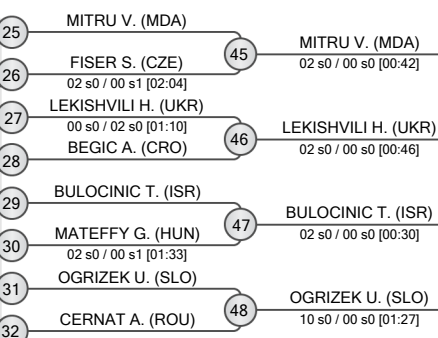 25
MITRU V. (MDA)
45
MITRU V. (MDA)
02 s0 / 00 s0 [00:42]
26
FISER S. (CZE)
02 s0 / 00 s1 [02:04]
27
LEKISHVILI H. (UKR)
00 s0 / 02 s0 [01:10]
46
LEKISHVILI H. (UKR)
02 s0 / 00 s0 [00:46]
28
BEGIC A. (CRO)
29
BULOCINIC T. (ISR)
47
BULOCINIC T. (ISR)
02 s0 / 00 s0 [00:30]
30
MATEFFY G. (HUN)
02 s0 / 00 s1 [01:33]
31
OGRIZEK U. (SLO)
48
OGRIZEK U. (SLO)
10 s0 / 00 s0 [01:27]
32
CERNAT A. (ROU)